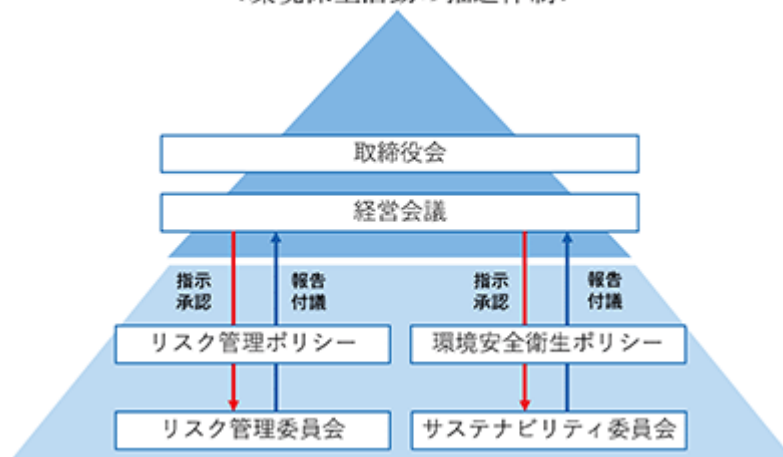 取締役会
経営会議
指示 報告 指示 報告
承認 付議 承認 付議
リスク管理ポリシー 環境安全衛生ポリシー
リスク管理委員会 サステナビリティ委員会